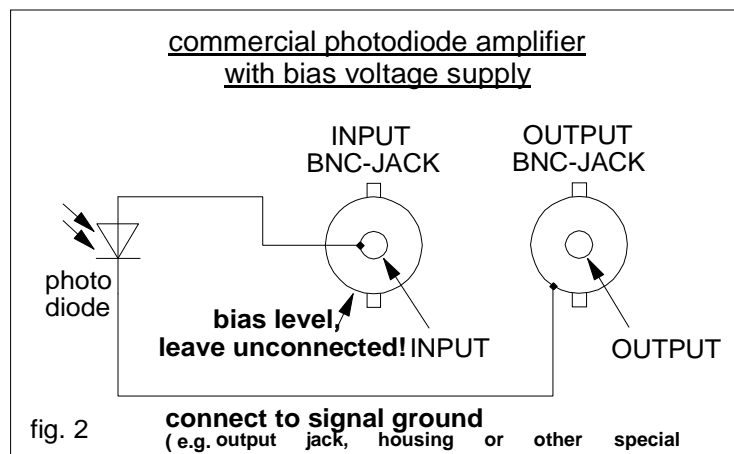 commercial photodiode amplifier
with bias voltage supply
INPUT
BNC-JACK
OUTPUT
BNC-JACK
photo
diode
bias level,
leave unconnected!
INPUT
OUTPUT
connect to signal ground
( e.g. output jack, housing or other special
fig. 2